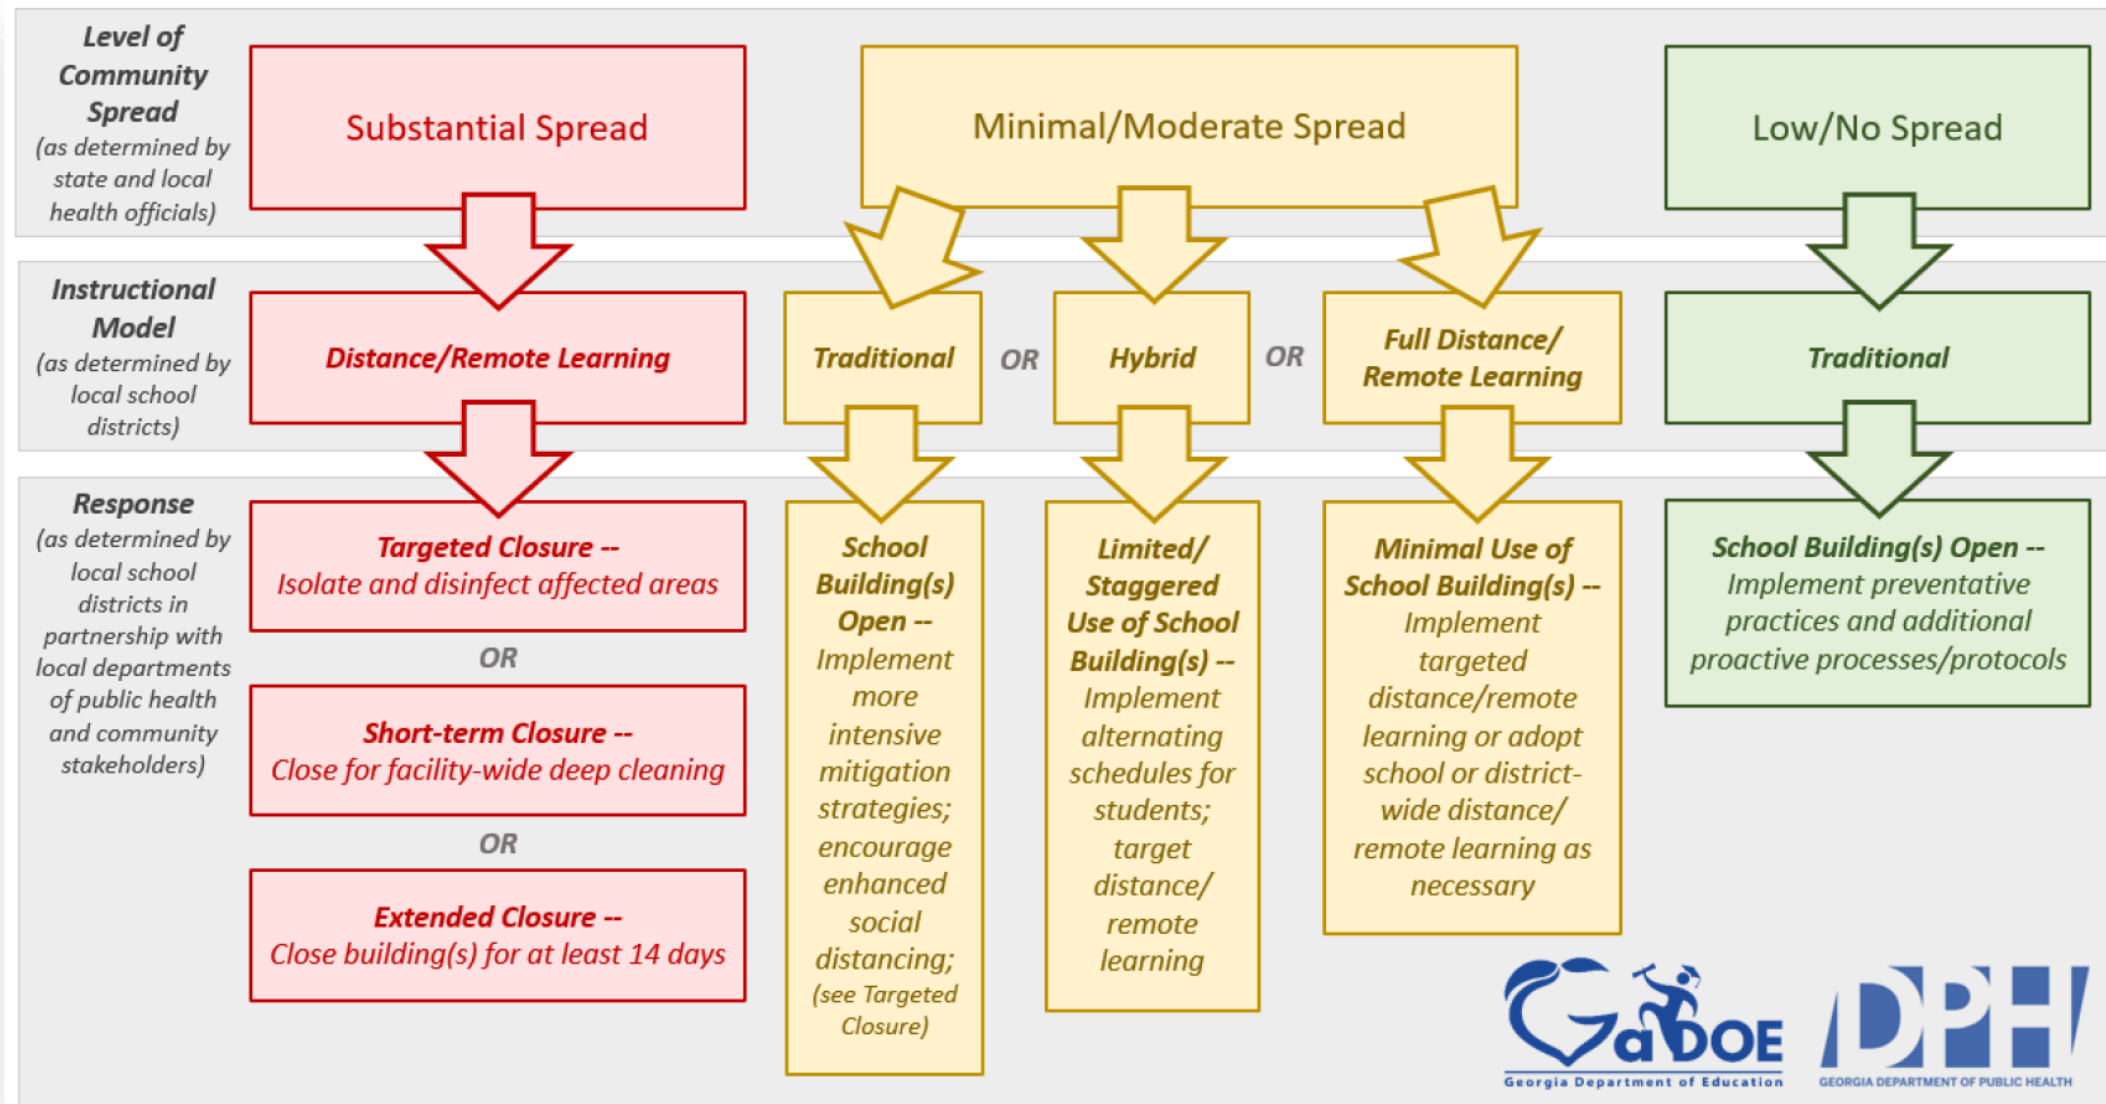 Level of
Community
Spread
(as determined by
state and local
health officials)
Substantial Spread
Minimal/Moderate Spread
Low/No Spread
Instructional
Model
(as determined by
local school
districts)
Distance/Remote Learning
Traditional
OR
Hybrid
OR
Full Distance/
Remote Learning
Traditional
Response
(as determined by
local school
districts in
partnership with
local departments
of public health
and community
stakeholders)
Targeted Closure --
Isolate and disinfect affected areas
OR
Short-term Closure --
Close for facility-wide deep cleaning
OR
Extended Closure --
Close building(s) for at least 14 days
School
Building(s)
Open --
Implement
more
intensive
mitigation
strategies;
encourage
enhanced
social
distancing;
(see Targeted
Closure)
Limited/
Staggered
Use of School
Building(s) --
Implement
alternating
schedules for
students;
target
distance/
remote
learning
Minimal Use of
School Building(s) --
Implement
targeted
distance/remote
learning or adopt
school or district-
wide distance/
remote learning as
necessary
School Building(s) Open --
Implement preventative
practices and additional
proactive processes/protocols
GaDOE
Georgia Department of Education
DPH
GEORGIA DEPARTMENT OF PUBLIC HEALTH